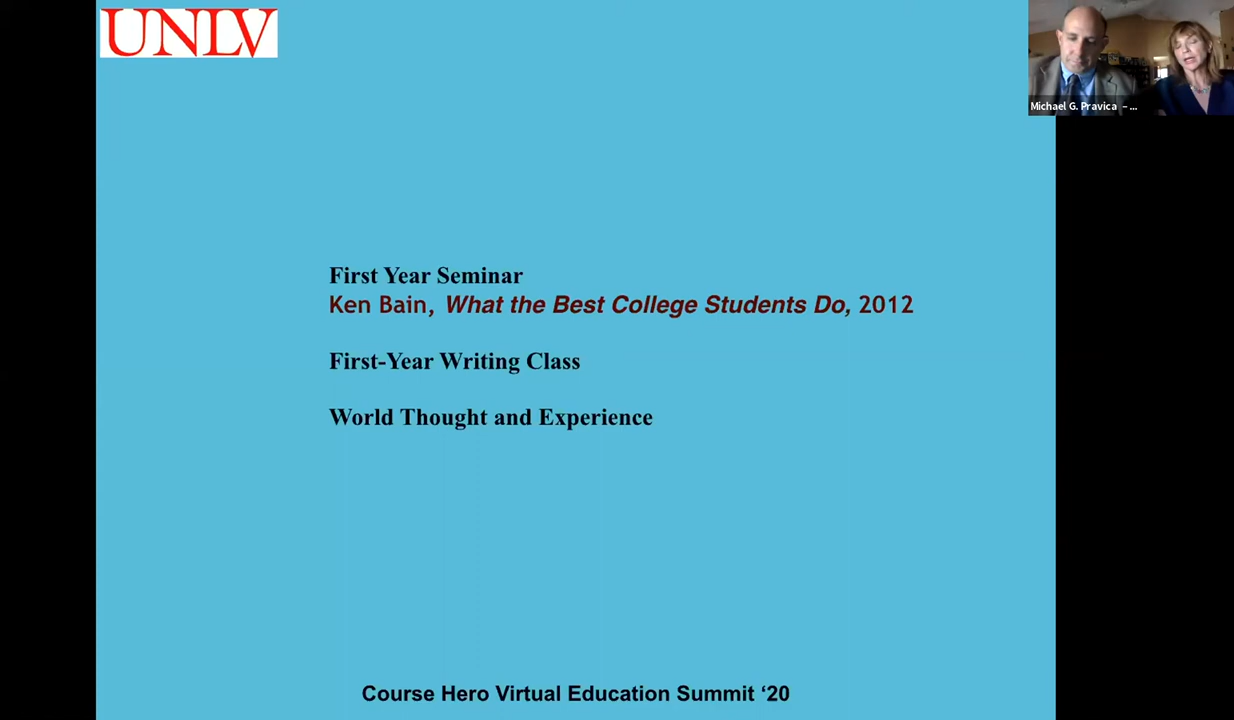 UNLV
Michael G. Pravica – ...
First Year Seminar
Ken Bain, What the Best College Students Do, 2012
First-Year Writing Class
World Thought and Experience
Course Hero Virtual Education Summit ‘20